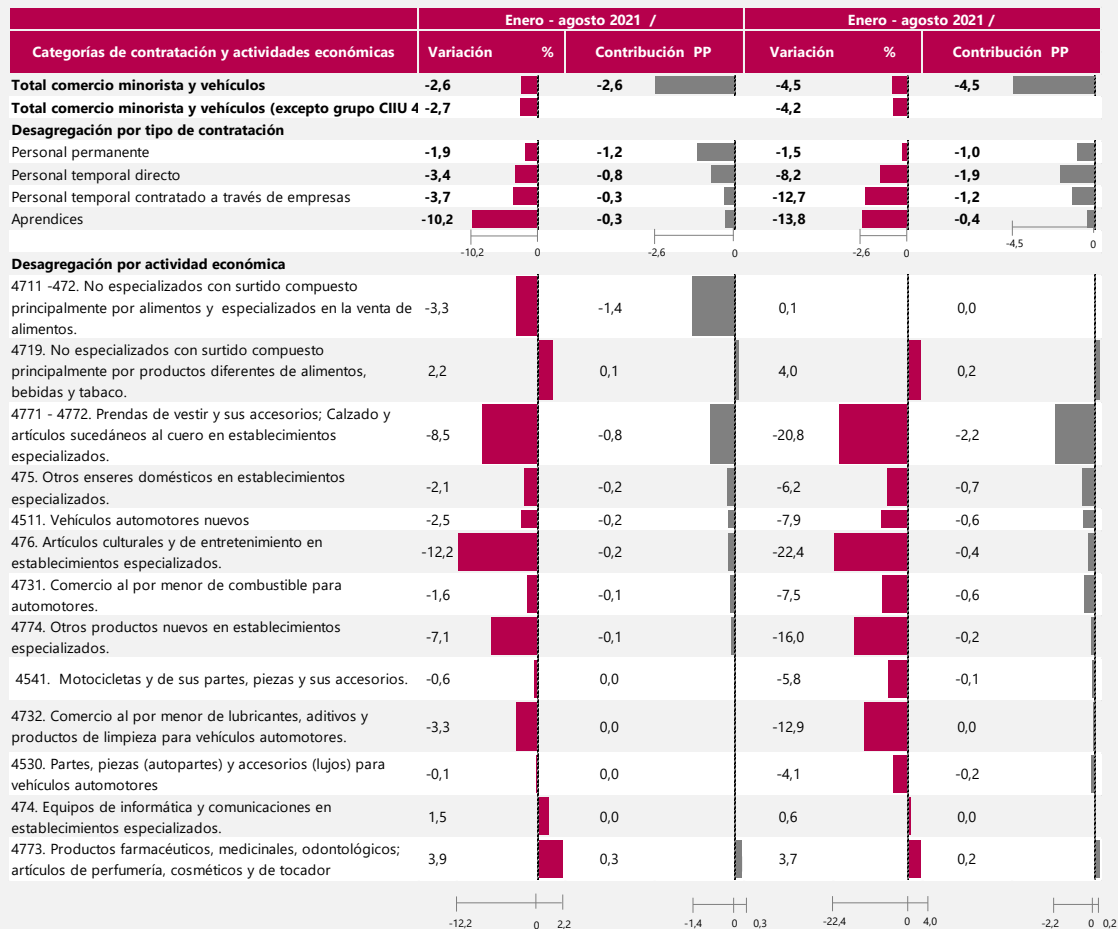 Enero - agosto 2021 / Enero - agosto 2021 /
Categorías de contratación y actividades económicas Variación % Contribución PP Variación % Contribución PP
Total comercio minorista y vehículos -2,6 -2,6 -4,5 -4,5
Total comercio minorista y vehículos (excepto grupo CIIU 4 -2,7 -4,2
Desagregación por tipo de contratación
Personal permanente -1,9 -1,2 -1,5 -1,0
Personal temporal directo -3,4 -0,8 -8,2 -1,9
Personal temporal contratado a través de empresas -3,7 -0,3 -12,7 -1,2
Aprendices -10,2 -0,3 -13,8 -0,4
-10,2 0 -2,6 0 -2,6 0 -4,5 0
Desagregación por actividad económica
4711 -472. No especializados con surtido compuesto
principalmente por alimentos y especializados en la venta de -3,3 -1,4 0,1 0,0
alimentos.
4719. No especializados con surtido compuesto
principalmente por productos diferentes de alimentos, 2,2 0,1 4,0 0,2
bebidas y tabaco.
4771 - 4772. Prendas de vestir y sus accesorios; Calzado y
artículos sucedáneos al cuero en establecimientos -8,5 -0,8 -20,8 -2,2
especializados.
475. Otros enseres domésticos en establecimientos
especializados. -2,1 -0,2 -6,2 -0,7
4511. Vehículos automotores nuevos -2,5 -0,2 -7,9 -0,6
476. Artículos culturales y de entretenimiento en
establecimientos especializados. -12,2 -0,2 -22,4 -0,4
4731. Comercio al por menor de combustible para
automotores. -1,6 -0,1 -7,5 -0,6
4774. Otros productos nuevos en establecimientos
especializados. -7,1 -0,1 -16,0 -0,2
4541. Motocicletas y de sus partes, piezas y sus accesorios. -0,6 0,0 -5,8 -0,1
4732. Comercio al por menor de lubricantes, aditivos y
productos de limpieza para vehículos automotores. -3,3 0,0 -12,9 0,0
4530. Partes, piezas (autopartes) y accesorios (lujos) para
vehículos automotores -0,1 0,0 -4,1 -0,2
474. Equipos de informática y comunicaciones en
establecimientos especializados. 1,5 0,0 0,6 0,0
4773. Productos farmacéuticos, medicinales, odontológicos;
artículos de perfumería, cosméticos y de tocador 3,9 0,3 3,7 0,2
-12,2 0 2,2 -1,4 0 0,3 -22,4 0 4,0 -2,2 0 0,2